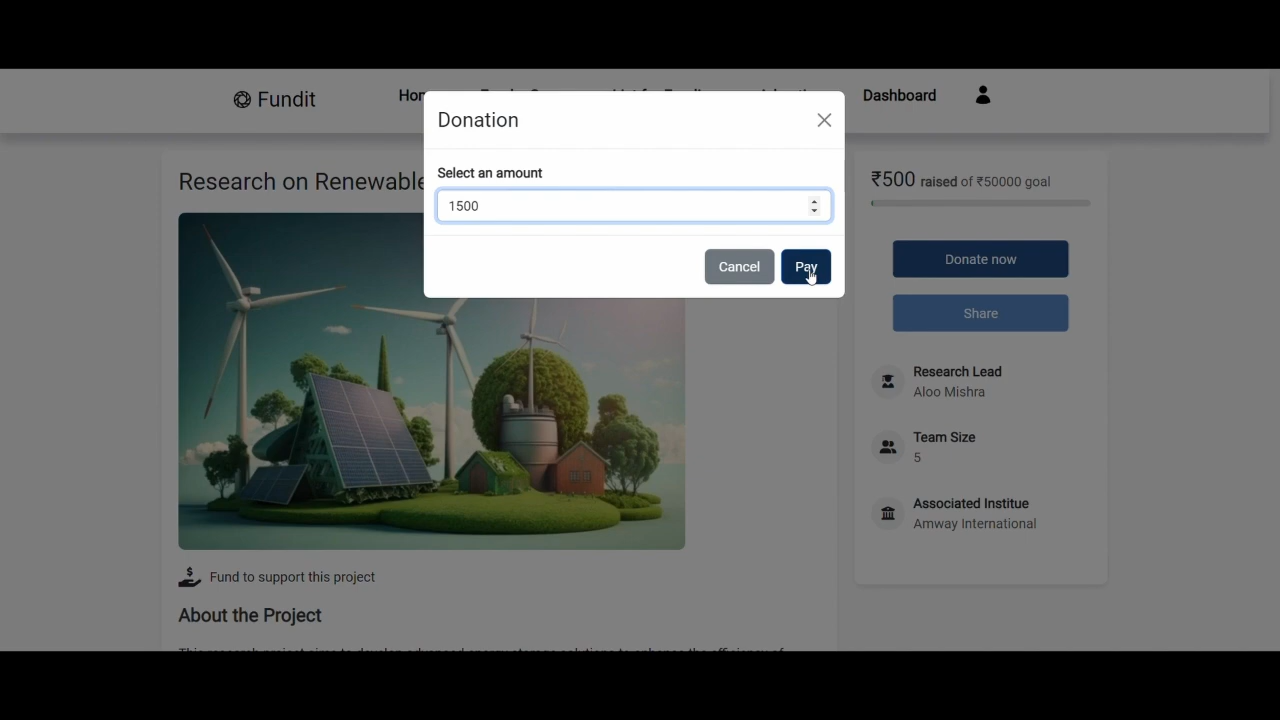 Fundit
Dashboard
Donation
Select an amount
1500
Cancel
Pay
Research on Renewable
₹500 raised of ₹50000 goal
Donate now
Share
Research Lead
Aloo Mishra
Team Size
5
Associated Institue
Amway International
Fund to support this project
About the Project